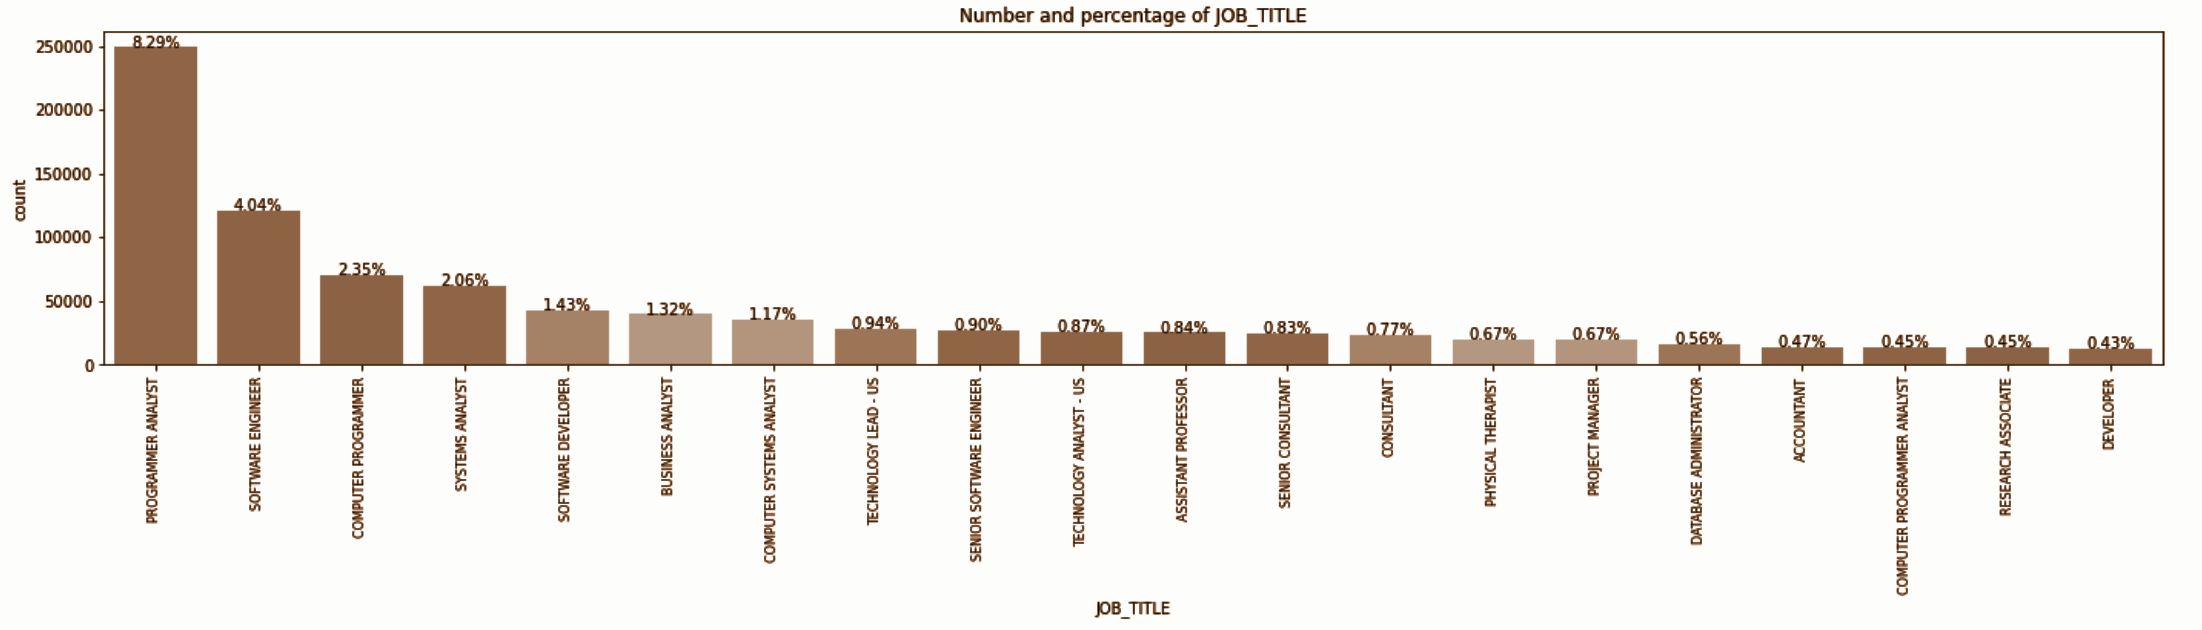 Number and percentage of JOB_TITLE
count
250000
200000
150000
100000
50000
0
8.29%
4.04%
2.35%
2.06%
1.43%
1.32%
1.17%
0.94%
0.90%
0.87%
0.84%
0.83%
0.77%
0.67%
0.67%
0.56%
0.47%
0.45%
0.45%
0.43%
PROGRAMMER ANALYST
SOFTWARE ENGINEER
COMPUTER PROGRAMMER
SYSTEMS ANALYST
SOFTWARE DEVELOPER
BUSINESS ANALYST
COMPUTER SYSTEMS ANALYST
TECHNOLOGY LEAD - US
SENIOR SOFTWARE ENGINEER
TECHNOLOGY ANALYST - US
ASSISTANT PROFESSOR
SENIOR CONSULTANT
CONSULTANT
PHYSICAL THERAPIST
PROJECT MANAGER
DATABASE ADMINISTRATOR
ACCOUNTANT
COMPUTER PROGRAMMER ANALYST
RESEARCH ASSOCIATE
DEVELOPER
JOB_TITLE